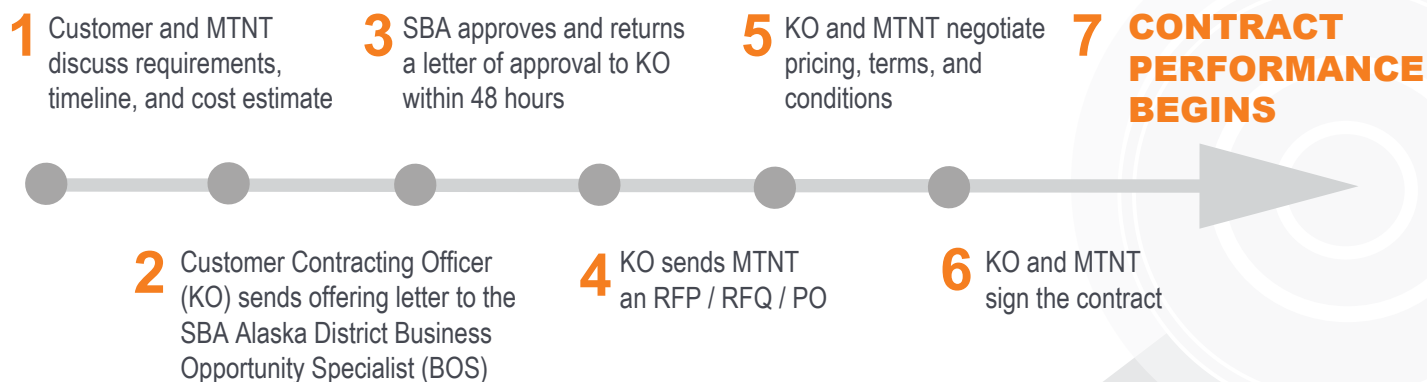 1 Customer and MTNT
discuss requirements,
timeline, and cost estimate
2 Customer Contracting Officer
(KO) sends offering letter to the
SBA Alaska District Business
Opportunity Specialist (BOS)
3 SBA approves and returns
a letter of approval to KO
within 48 hours
4 KO sends MTNT
an RFP / RFQ / PO
5 KO and MTNT negotiate
pricing, terms, and
conditions
6 KO and MTNT
sign the contract
7 CONTRACT
PERFORMANCE
BEGINS